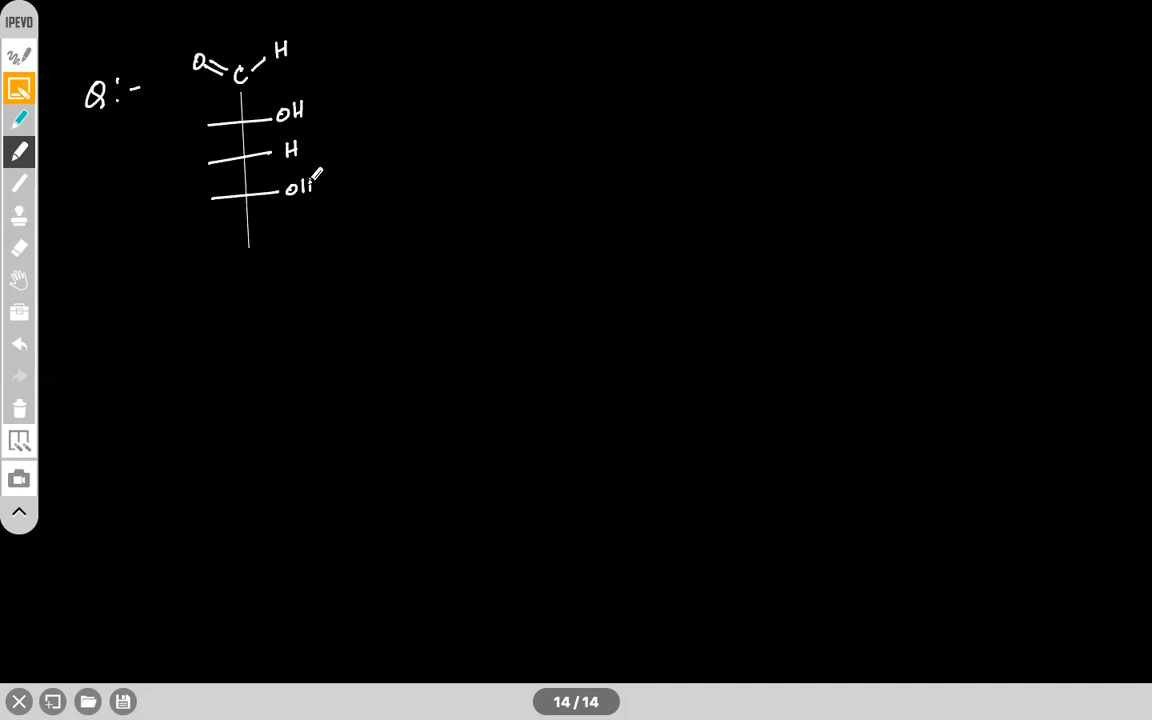 IPEVO
Q:-
O=C-H
OH
H
OH
14/14